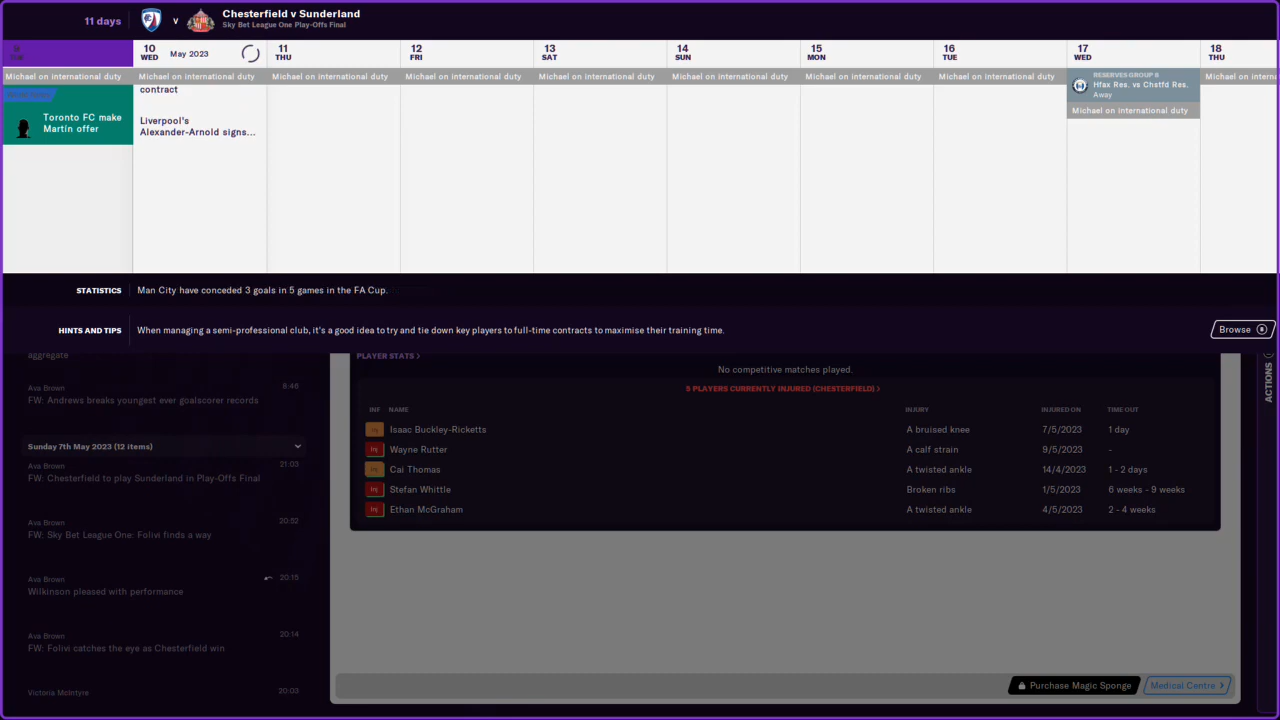 11 days
v
Chesterfield v Sunderland
Sky Bet League One Play-Offs Final
10
WED
May 2023
11
THU
12
FRI
13
SAT
14
SUN
15
MON
16
TUE
17
WED
18
THU
Michael on international duty
Michael on international duty
Michael on international duty
Michael on international duty
Michael on international duty
Michael on international duty
Michael on international duty
Michael on international duty
RESERVES GROUP 6
Hfax Res. vs Chstfd Res.
Away
Michael on international duty
Michael on interna
Toronto FC make
Martín offer
contract
Liverpool's
Alexander-Arnold signs...
STATISTICS
Man City have conceded 3 goals in 5 games in the FA Cup.
HINTS AND TIPS
When managing a semi-professional club, it's a good idea to try and tie down key players to full-time contracts to maximise their training time.
Browse
aggregate
Ava Brown
8:46
FW: Andrews breaks youngest ever goalscorer records
Sunday 7th May 2023 (12 items)
Ava Brown
21:03
FW: Chesterfield to play Sunderland in Play-Offs Final
Ava Brown
20:52
FW: Sky Bet League One: Folivi finds a way
Ava Brown
20:15
Wilkinson pleased with performance
Ava Brown
20:14
FW: Folivi catches the eye as Chesterfield win
Victoria McIntyre
20:03
PLAYER STATS >
No competitive matches played.
5 PLAYERS CURRENTLY INJURED (CHESTERFIELD) >
INF NAME INJURY INJURED ON TIME OUT
Inj Isaac Buckley-Ricketts A bruised knee 7/5/2023 1 day
Inj Wayne Rutter A calf strain 9/5/2023 -
Inj Cai Thomas A twisted ankle 14/4/2023 1 - 2 days
Inj Stefan Whittle Broken ribs 1/5/2023 6 weeks - 9 weeks
Inj Ethan McGraham A twisted ankle 4/5/2023 2 - 4 weeks
ACTIONS
Purchase Magic Sponge
Medical Centre >